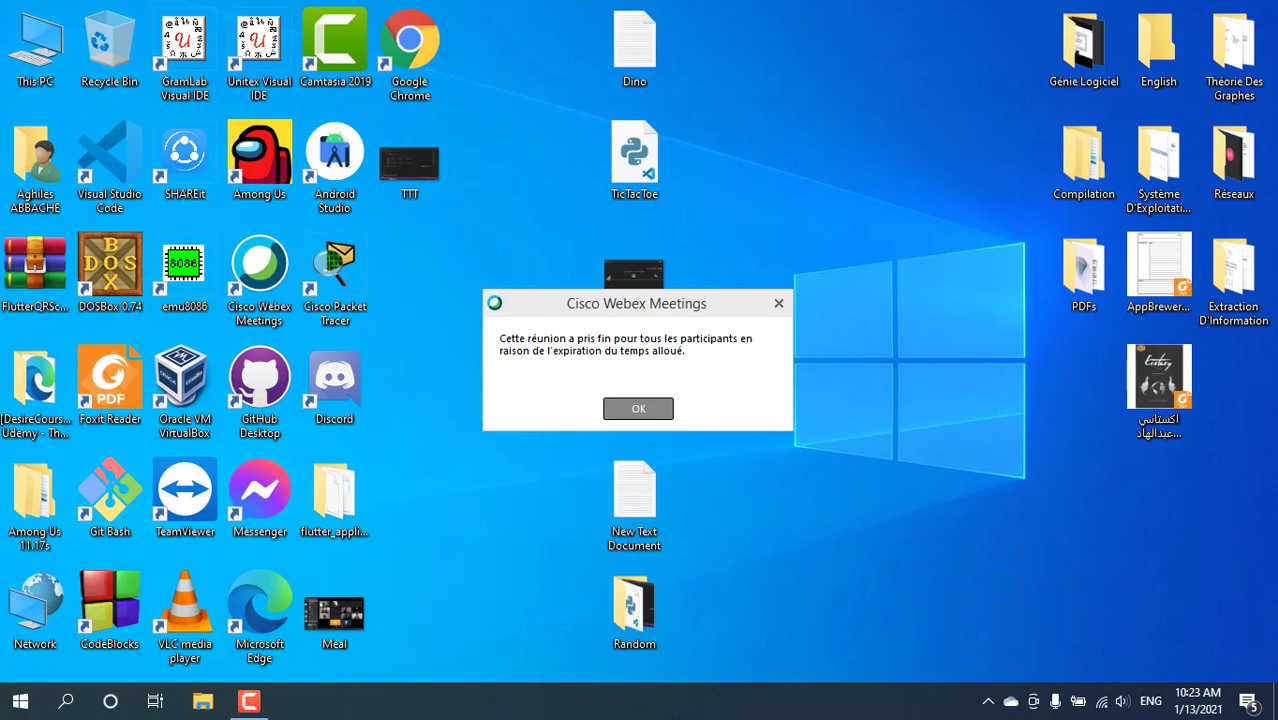 This PC
Recycle Bin
GramLab
Visual IDE
Unitex Visual
IDE
Camtasia 2019
Google
Chrome
Dino
Génie Logiciel
English
Théorie Des
Graphes
Aghiles
ABBACHE
Visual Studio
Code
SHAREit
Among Us
Android
Studio
TTT
TicTacToe
Compilation
Système
D'Exploitati...
Réseaux
FlutterQRSc...
DOSBox 0.74
emu8086
Cisco Webex
Meetings
Cisco Packet
Tracer
PDFs
AppBrewer...
Extraction
D'Information
Cisco Webex Meetings
Cette réunion a pris fin pour tous les participants en
raison de l'expiration du temps alloué.
OK
[DesireCours...
Udemy - Th...
Foxit Reader
Oracle VM
VirtualBox
GitHub
Desktop
Discord
اكستاسي
عبدالهاد...
Among Us
11.17s
Git Bash
TeamViewer
Messenger
flutter_appli...
New Text
Document
Network
CodeBlocks
VLC media
player
Microsoft
Edge
Meal
Random
ENG
10:23 AM
1/13/2021
5